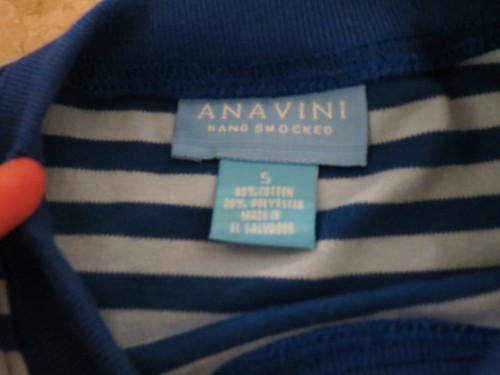 ANAVINI
HAND SMOCKED
5
80% COTTON
20% POLYESTER
MADE IN
EL SALVADOR